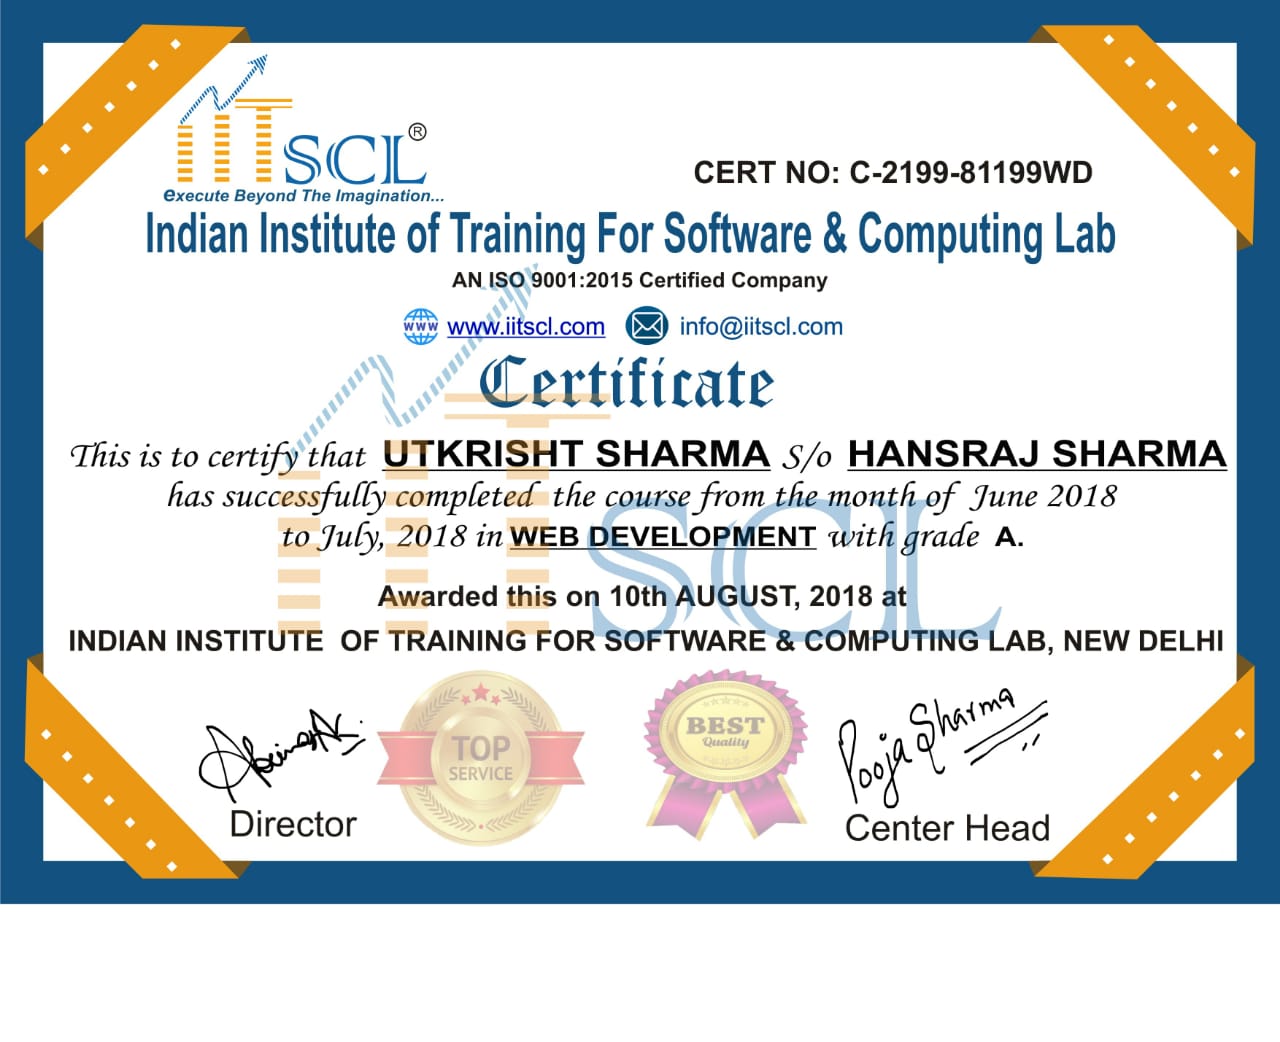 IITSCL®
execute Beyond The Imagination...
CERT NO: C-2199-81199WD
Indian Institute of Training For Software & Computing Lab
AN ISO 9001:2015 Certified Company
www www.iitscl.com info@iitscl.com
Certificate
This is to certify that UTKRISHT SHARMA S/o HANSRAJ SHARMA
has successfully completed the course from the month of June 2018
to July, 2018 in WEB DEVELOPMENT with grade A.
Awarded this on 10th AUGUST, 2018 at
INDIAN INSTITUTE OF TRAINING FOR SOFTWARE & COMPUTING LAB, NEW DELHI
IITSCL
TOP
SERVICE
BEST
Quality
Pooja Sharma
Director
Center Head